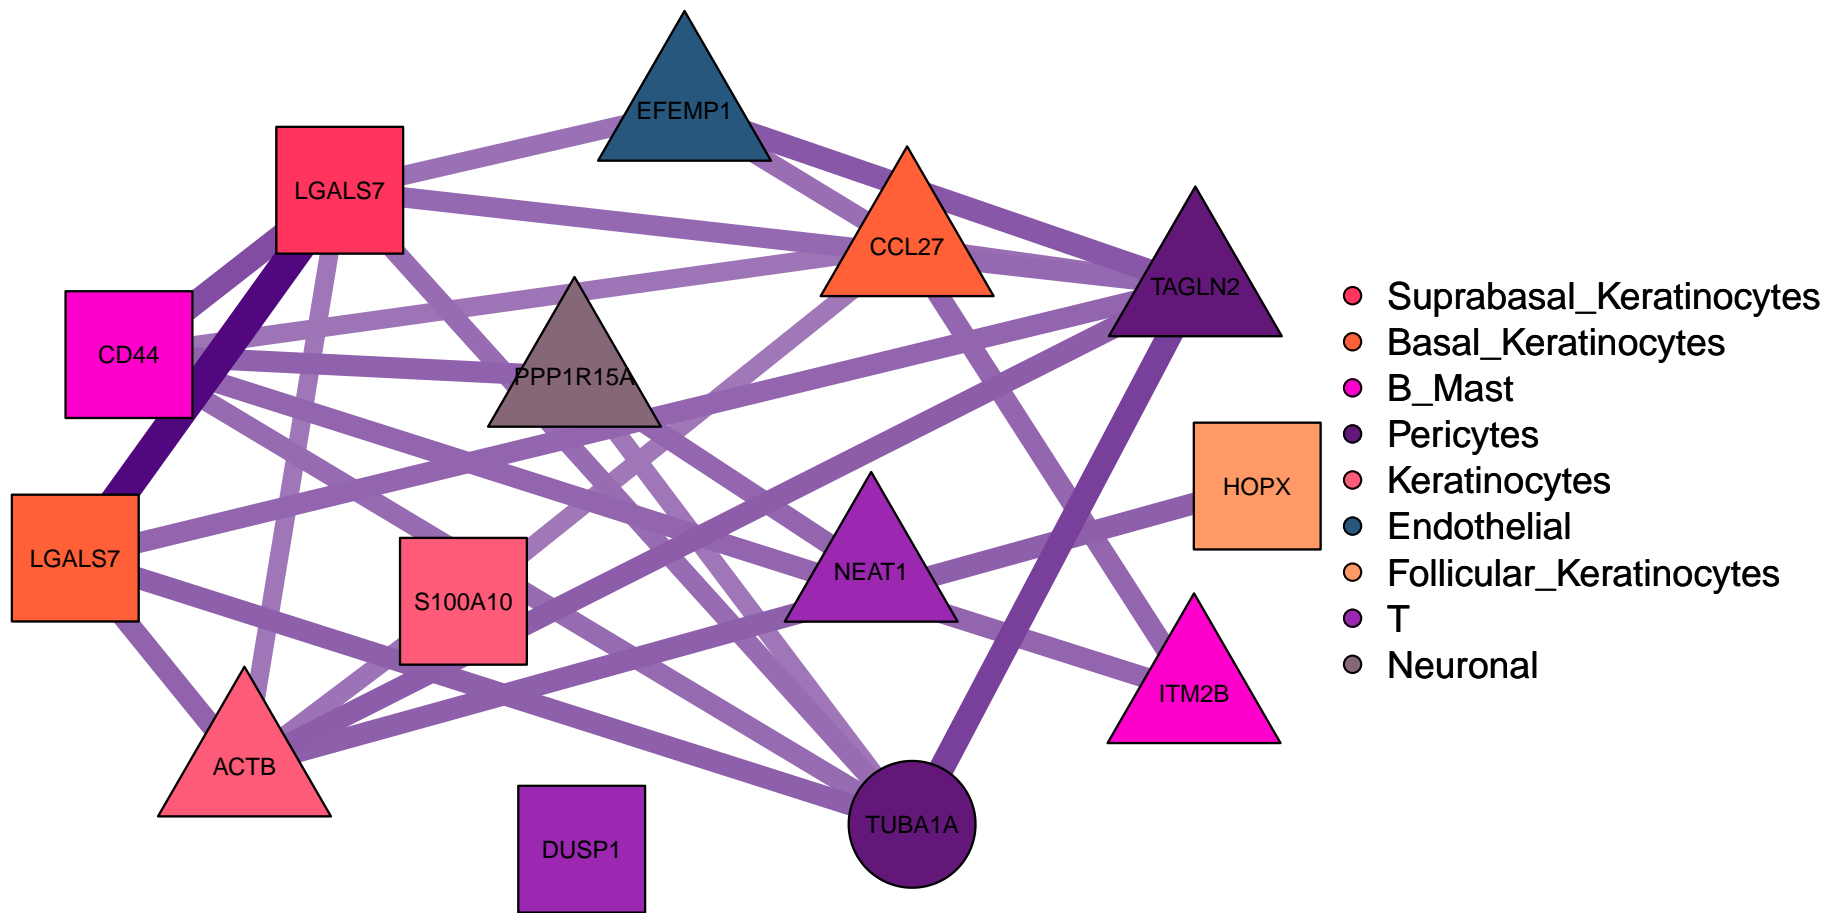 EFEMP1
LGALS7
CCL27
TAGLN2
CD44
PPP1R15A
HOPX
LGALS7
S100A10
NEAT1
ITM2B
ACTB
TUBA1A
DUSP1
Suprabasal_Keratinocytes
Basal_Keratinocytes
B_Mast
Pericytes
Keratinocytes
Endothelial
Follicular_Keratinocytes
T
Neuronal